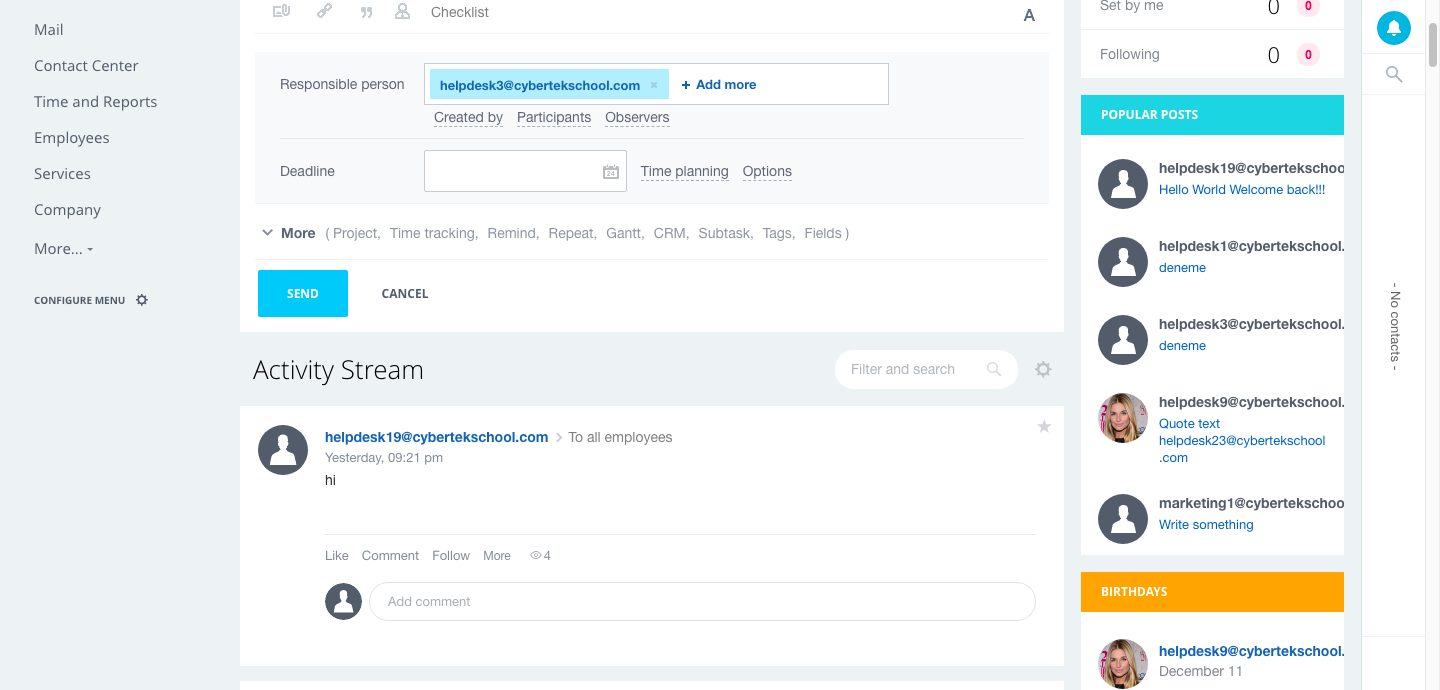 Mail
Contact Center
Time and Reports
Employees
Services
Company
More...
CONFIGURE MENU
Checklist
A
Responsible person
helpdesk3@cybertekschool.com × + Add more
Created by Participants Observers
Deadline
24
Time planning Options
More ( Project, Time tracking, Remind, Repeat, Gantt, CRM, Subtask, Tags, Fields )
SEND CANCEL
Activity Stream
Filter and search
helpdesk19@cybertekschool.com > To all employees
Yesterday, 09:21 pm
hi
Like Comment Follow More 4
Add comment
Set by me 0 0
Following 0 0
POPULAR POSTS
helpdesk19@cybertekschoo
Hello World Welcome back!!!
helpdesk1@cybertekschool.
deneme
helpdesk3@cybertekschool.
deneme
helpdesk9@cybertekschool.
Quote text
helpdesk23@cybertekschool
.com
marketing1@cybertekschoo
Write something
BIRTHDAYS
helpdesk9@cybertekschool.
December 11
- No contacts -